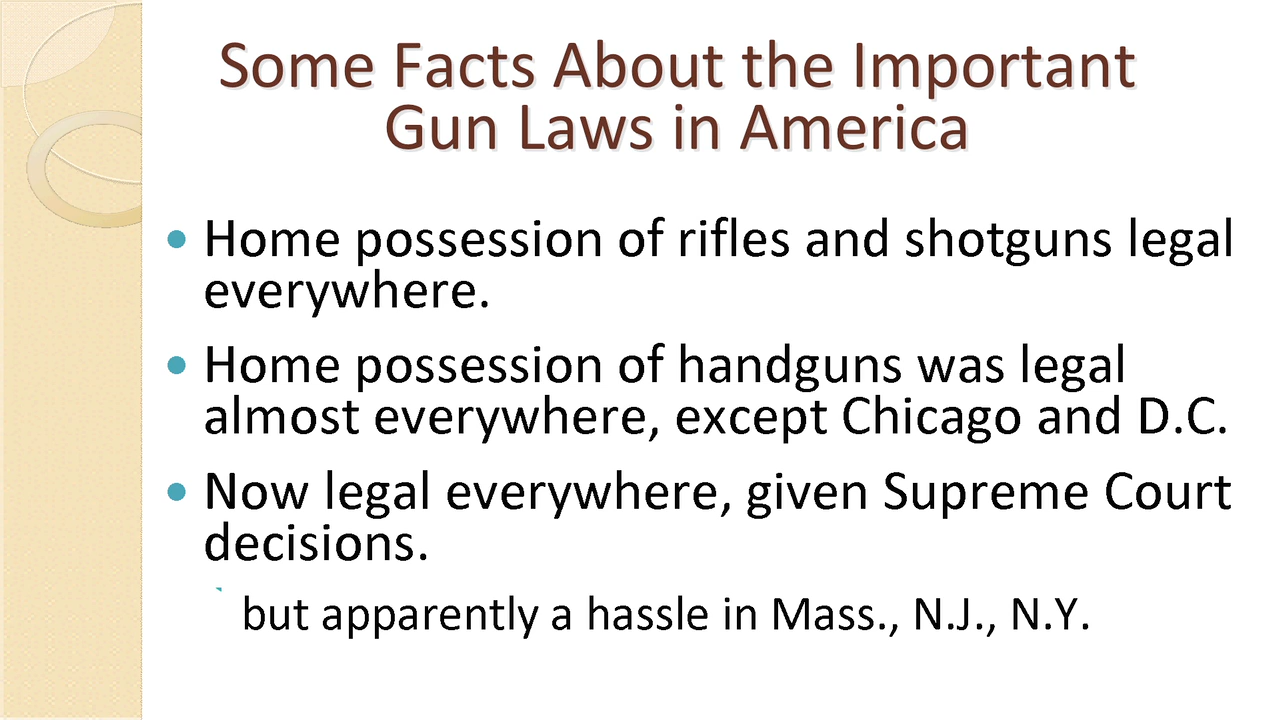 Some Facts About the Important
Gun Laws in America
• Home possession of rifles and shotguns legal
everywhere.
• Home possession of handguns was legal
almost everywhere, except Chicago and D.C.
• Now legal everywhere, given Supreme Court
decisions.
but apparently a hassle in Mass., N.J., N.Y.